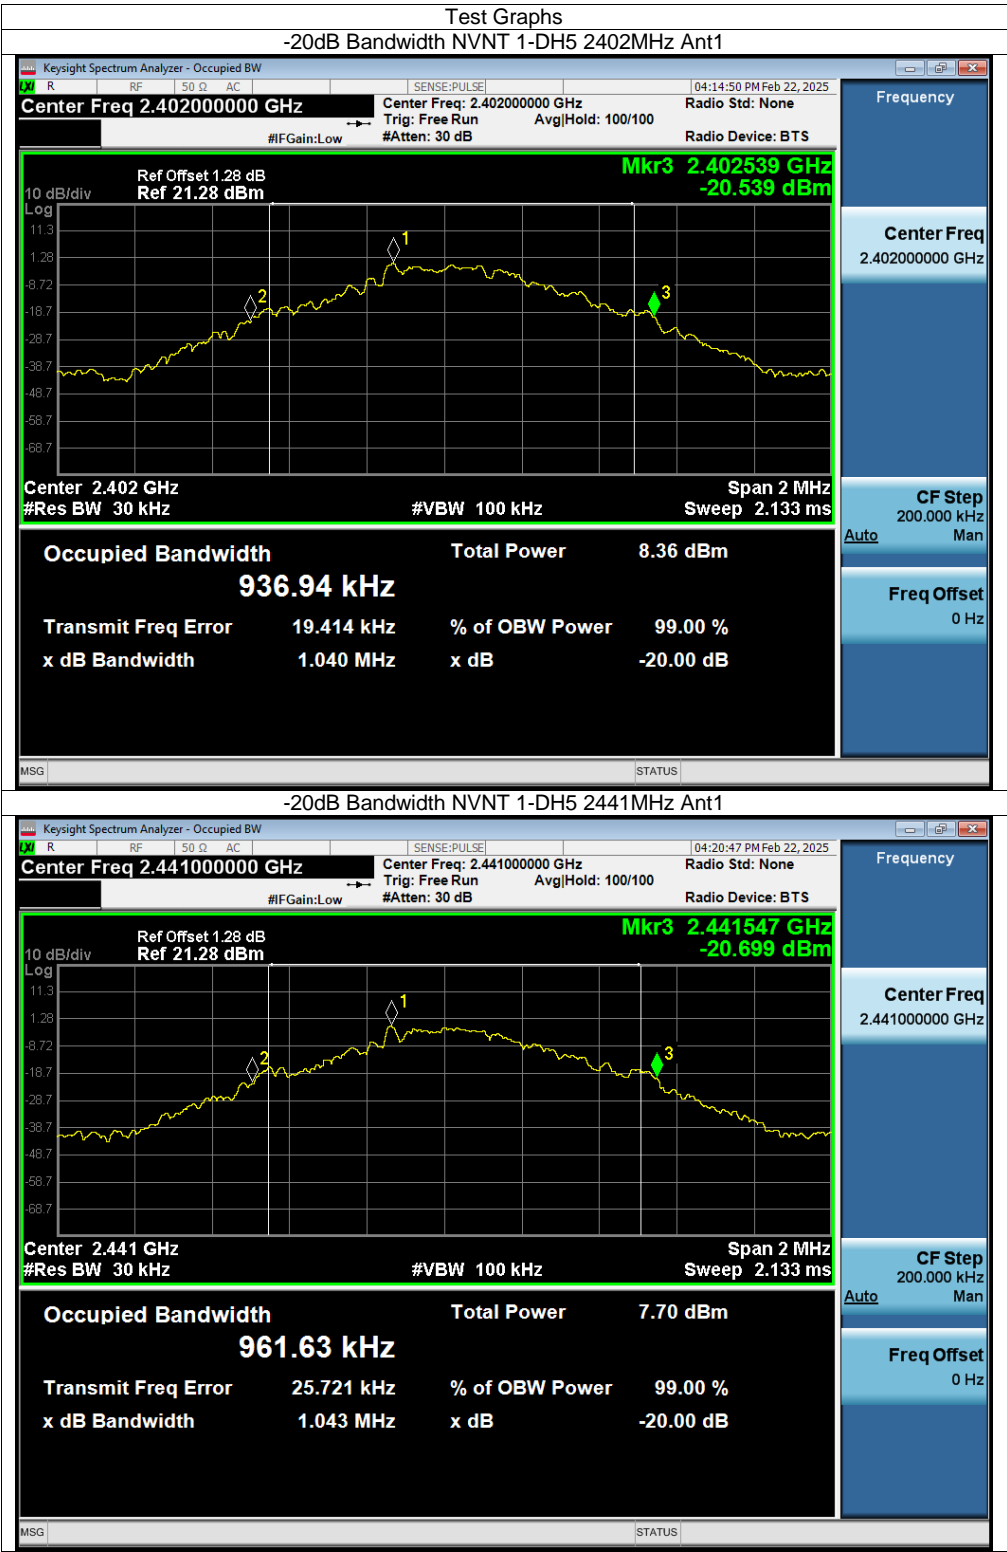 Test Graphs
-20dB Bandwidth NVNT 1-DH5 2402MHz Ant1
Keysight Spectrum Analyzer - Occupied BW
LXI R RF 50 Ω AC SENSE:PULSE 04:14:50 PM Feb 22, 2025
Center Freq 2.402000000 GHz
Center Freq: 2.402000000 GHz
Radio Std: None
Trig: Free Run Avg|Hold: 100/100
#IFGain:Low
#Atten: 30 dB
Radio Device: BTS
Frequency
Mkr3 2.402539 GHz
-20.539 dBm
Ref Offset 1.28 dB
10 dB/div Ref 21.28 dBm
Log
11.3
1.28
-8.72
-18.7
-28.7
-38.7
-48.7
-58.7
-68.7
1
2
3
Center 2.402 GHz Span 2 MHz
#Res BW 30 kHz #VBW 100 kHz Sweep 2.133 ms
Center Freq
2.402000000 GHz
CF Step
200.000 kHz
Auto Man
Freq Offset
0 Hz
Occupied Bandwidth Total Power 8.36 dBm
936.94 kHz
Transmit Freq Error 19.414 kHz % of OBW Power 99.00 %
x dB Bandwidth 1.040 MHz x dB -20.00 dB
MSG STATUS
-20dB Bandwidth NVNT 1-DH5 2441MHz Ant1
Keysight Spectrum Analyzer - Occupied BW
LXI R RF 50 Ω AC SENSE:PULSE 04:20:47 PM Feb 22, 2025
Center Freq 2.441000000 GHz
Center Freq: 2.441000000 GHz
Radio Std: None
Trig: Free Run Avg|Hold: 100/100
#IFGain:Low
#Atten: 30 dB
Radio Device: BTS
Frequency
Mkr3 2.441547 GHz
-20.699 dBm
Ref Offset 1.28 dB
10 dB/div Ref 21.28 dBm
Log
11.3
1.28
-8.72
-18.7
-28.7
-38.7
-48.7
-58.7
-68.7
1
2
3
Center 2.441 GHz Span 2 MHz
#Res BW 30 kHz #VBW 100 kHz Sweep 2.133 ms
Center Freq
2.441000000 GHz
CF Step
200.000 kHz
Auto Man
Freq Offset
0 Hz
Occupied Bandwidth Total Power 7.70 dBm
961.63 kHz
Transmit Freq Error 25.721 kHz % of OBW Power 99.00 %
x dB Bandwidth 1.043 MHz x dB -20.00 dB
MSG STATUS